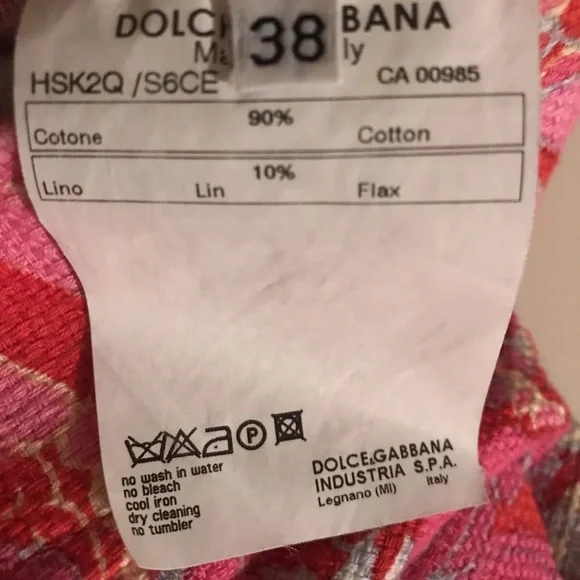 DOLC BANA
38
M ly
HSK2Q /S6CE CA 00985
90%
Cotone Cotton
10%
Lino Lin Flax
A P
no wash in water
no bleach
cool iron
dry cleaning
no tumbler
DOLCE&GABBANA
INDUSTRIA S.P.A.
Legnano (MI) Italy